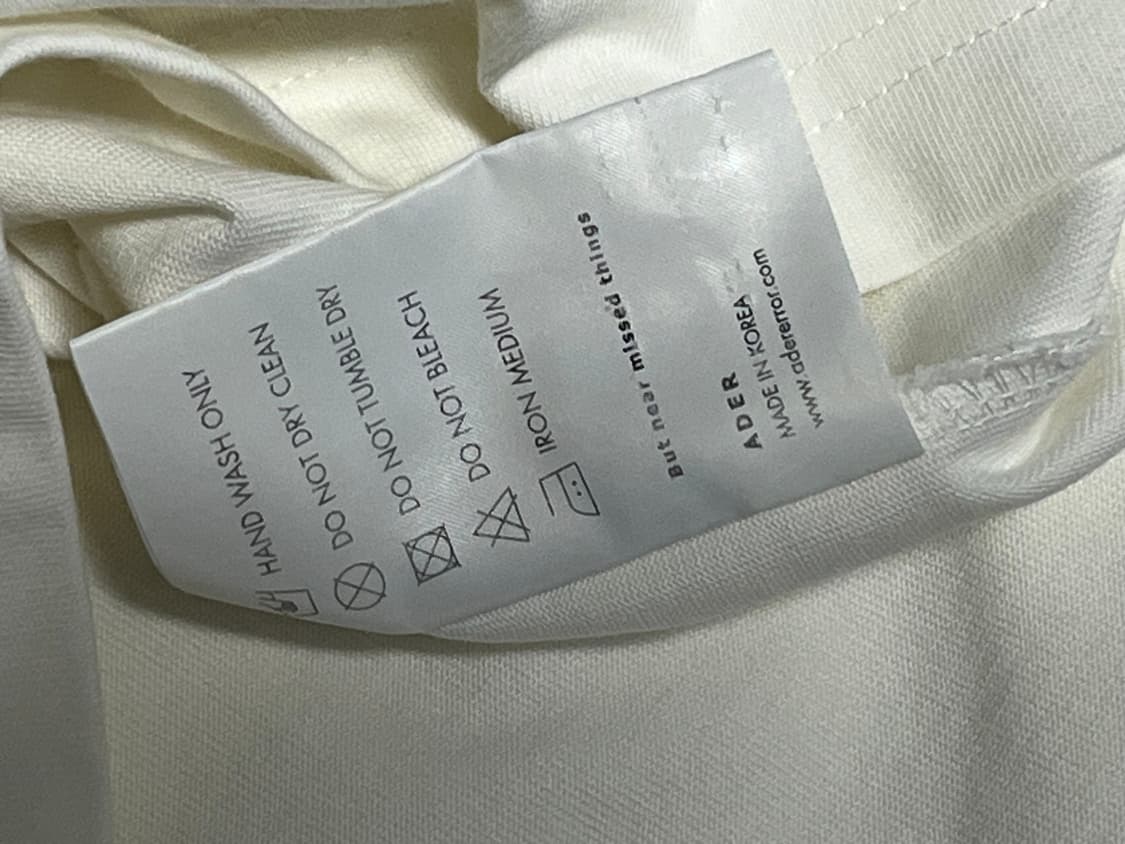 HAND WASH ONLY
DO NOT DRY CLEAN
DO NOT TUMBLE DRY
DO NOT BLEACH
IRON MEDIUM
But near missed things
ADER
MADE IN KOREA
www.adererror.com